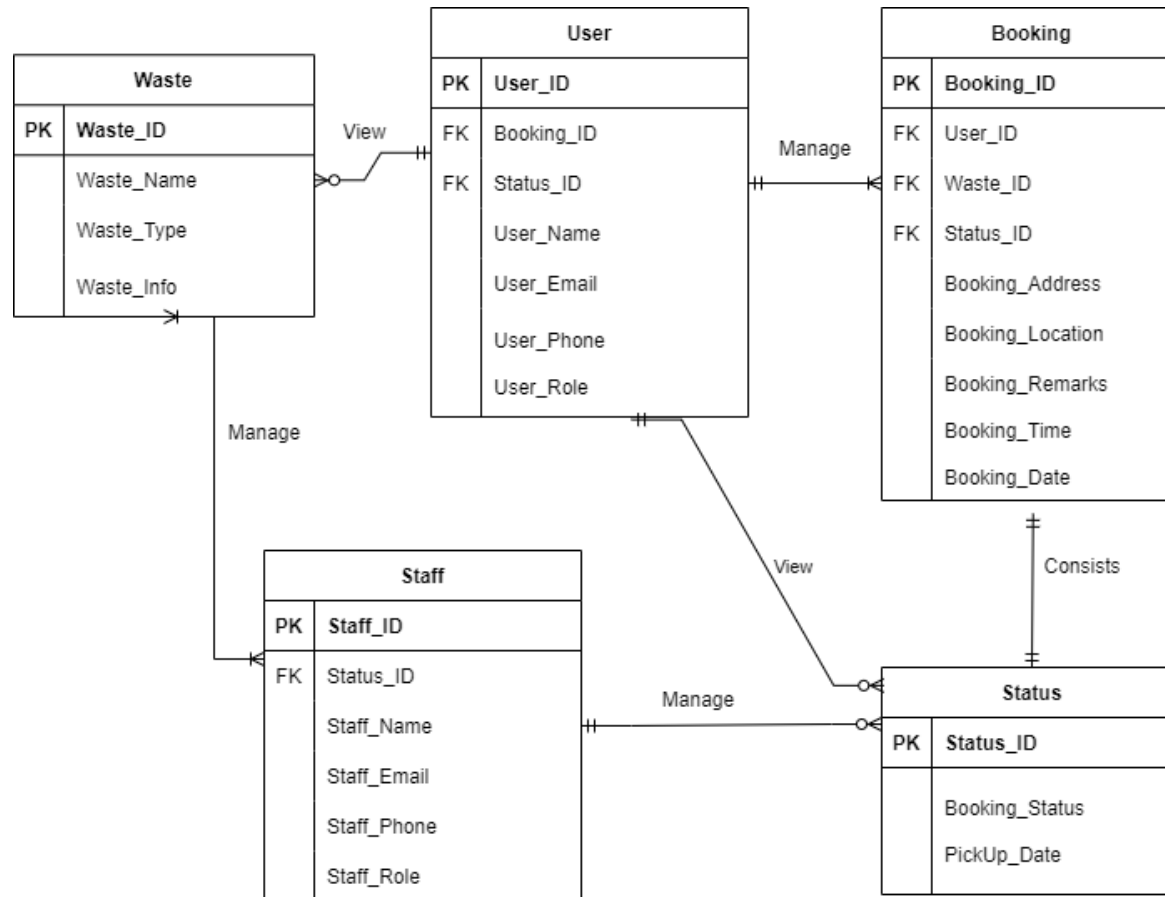 Waste
PK Waste_ID
Waste_Name
Waste_Type
Waste_Info
View
User
PK User_ID
FK Booking_ID
FK Status_ID
User_Name
User_Email
User_Phone
User_Role
Manage
Booking
PK Booking_ID
FK User_ID
FK Waste_ID
FK Status_ID
Booking_Address
Booking_Location
Booking_Remarks
Booking_Time
Booking_Date
Manage
View
Consists
Staff
PK Staff_ID
FK Status_ID
Staff_Name
Staff_Email
Staff_Phone
Staff_Role
Manage
Status
PK Status_ID
Booking_Status
PickUp_Date